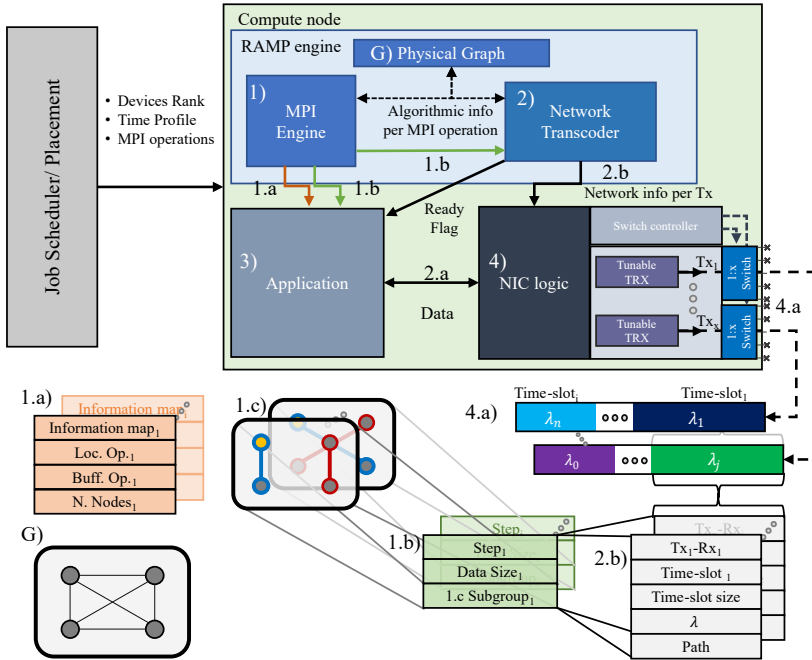 Compute node
RAMP engine
G) Physical Graph
1)
MPI
Engine
Algorithmic info
per MPI operation
2)
Network
Transcoder
Job Scheduler/ Placement
• Devices Rank
• Time Profile
• MPI operations
1.b
1.a
1.b
2.b
Ready
Flag
Network info per Tx
3)
Application
2.a
Data
4)
NIC logic
Switch controller
Tunable
TRX
Tx1
1:x
Switch
Tunable
TRX
Txx
1:x
Switch
4.a
1.a)
Information map1
Information map1
Loc. Op.1
Buff. Op.1
N. Nodes1
1.c)
4.a)
Time-sloti
Time-slot1
λn
λ1
λ0
λj
G)
1.b)
Step
Step1
Data Size1
1.c Subgroup1
2.b)
Tx -Rx
Tx1-Rx1
Time-slot 1
Time-slot size
λ
Path